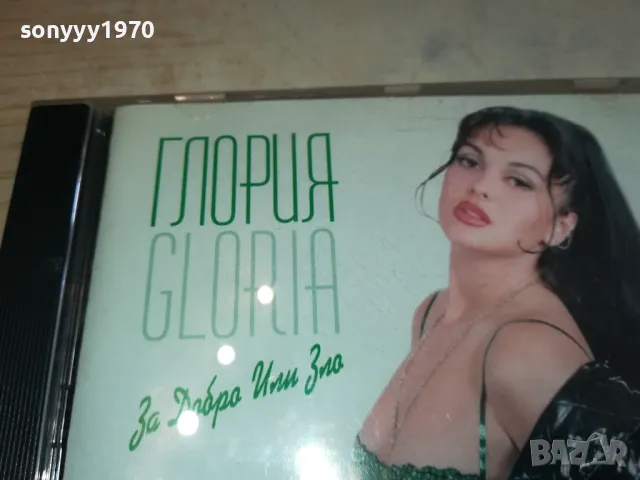 sonyyy1970
ГЛОРИЯ
GLORIA
За Добро Или Зло
BAZAR